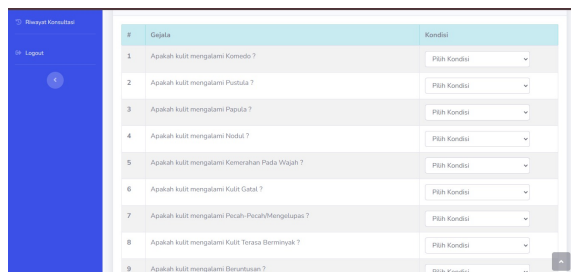 Riwayat Konsultasi
Logout
# Gejala Kondisi
1 Apakah kulit mengalami Komedo ? Pilih Kondisi
2 Apakah kulit mengalami Pustula ? Pilih Kondisi
3 Apakah kulit mengalami Papula ? Pilih Kondisi
4 Apakah kulit mengalami Nodul ? Pilih Kondisi
5 Apakah kulit mengalami Kemerahan Pada Wajah ? Pilih Kondisi
6 Apakah kulit mengalami Kulit Gatal ? Pilih Kondisi
7 Apakah kulit mengalami Pecah-Pecah/Mengelupas ? Pilih Kondisi
8 Apakah kulit mengalami Kulit Terasa Berminyak ? Pilih Kondisi
9 Apakah kulit mengalami Beruntusan ? Pilih Kondisi